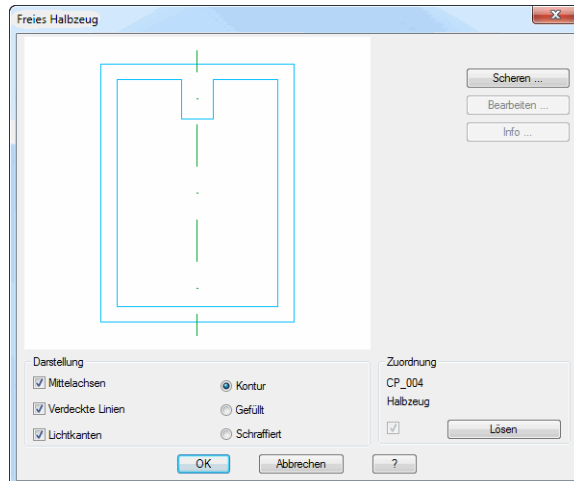 Freies Halbzeug
Scheren ...
Bearbeiten ...
Info ...
Darstellung
Mittelachsen
Kontur
Verdeckte Linien
Gefüllt
Lichtkanten
Schraffiert
Zuordnung
CP_004
Halbzeug
Lösen
OK
Abbrechen
?